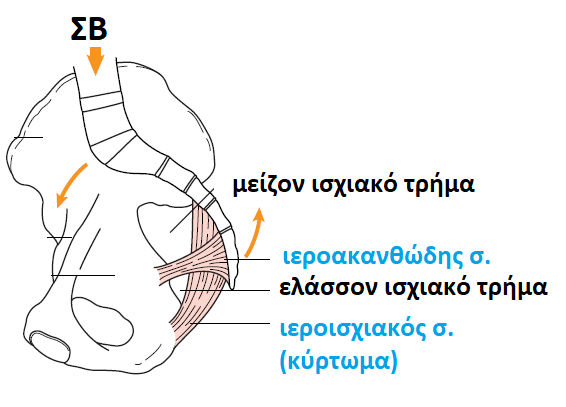 ΣΒ
μείζον ισχιακό τρήμα
ιεροακανθώδης σ.
ελάσσον ισχιακό τρήμα
ιεροισχιακός σ.
(κύρτωμα)